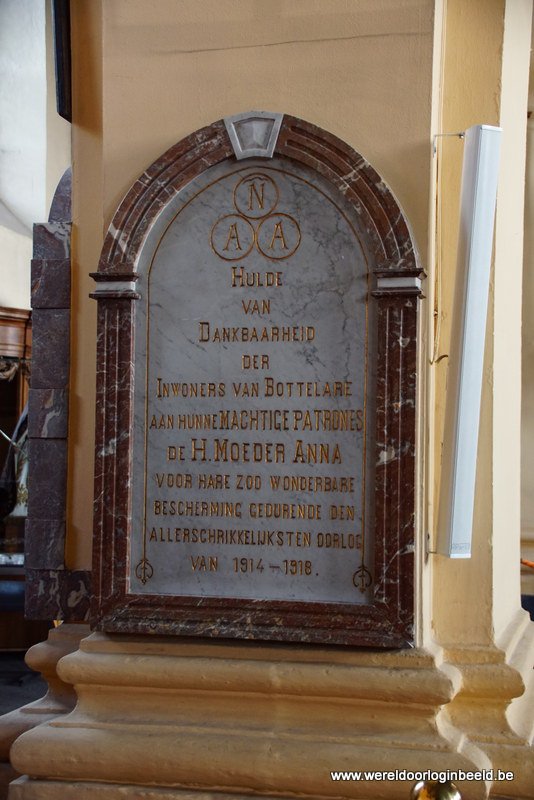 N
A A
HULDE
VAN
DANKBAARHEID
DER
INWONERS VAN BOTTELARE
AAN HUNNE MACHTIGE PATRONES
DE H. MOEDER ANNA
VOOR HARE ZOO WONDERBARE
BESCHERMING GEDURENDE DEN
ALLERSCHRIKKELIJKSTEN OORLOG
VAN 1914-1918.
www.wereldoorloginbeeld.be